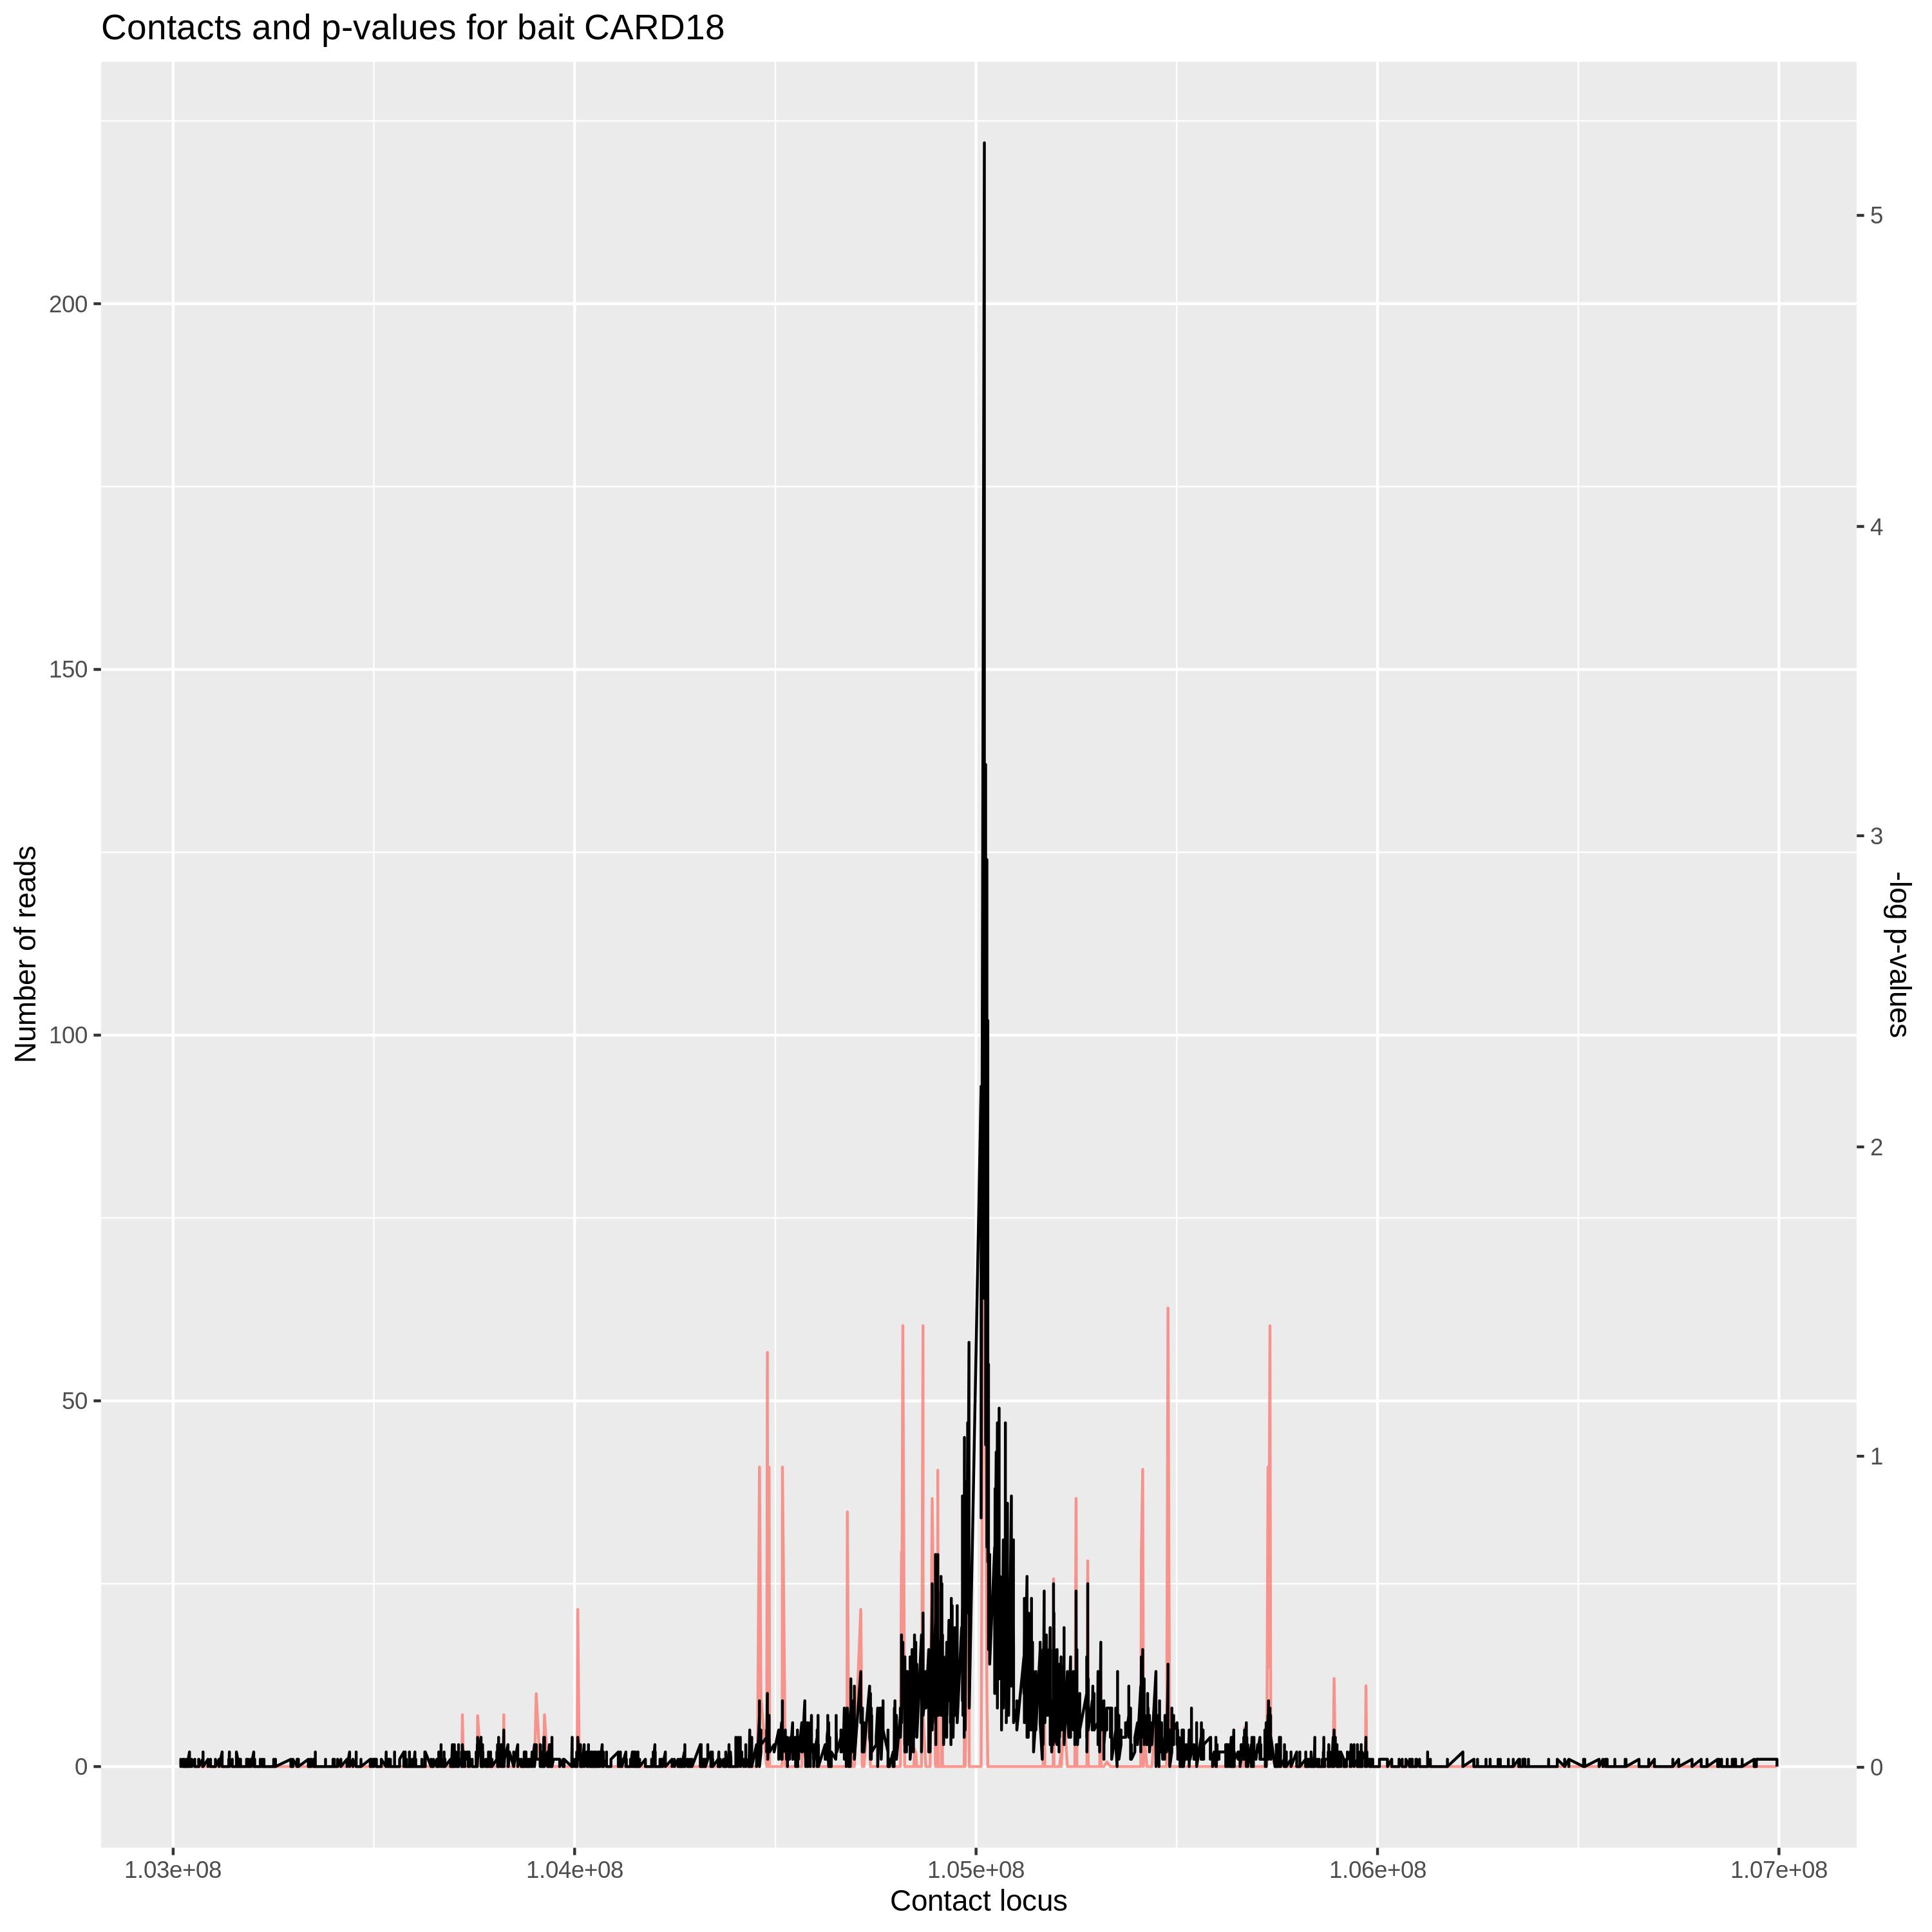 Contacts and p-values for bait CARD18
Number of reads
200
150
100
50
0
5
4
3
2
1
0
-log p-values
1.03e+08
1.04e+08
1.05e+08
1.06e+08
1.07e+08
Contact locus